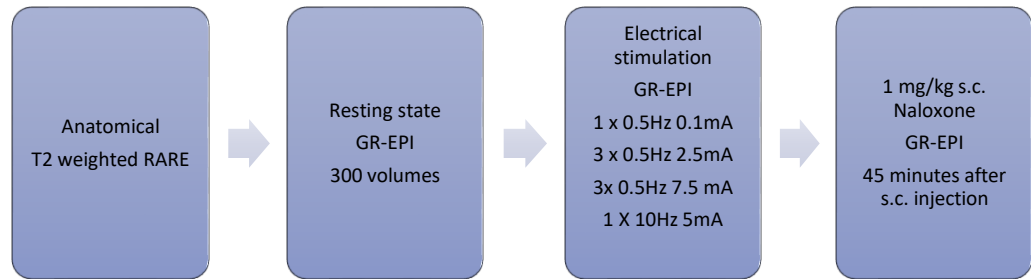 Anatomical
T2 weighted RARE
Resting state
GR-EPI
300 volumes
Electrical
stimulation
GR-EPI
1 x 0.5Hz 0.1mA
3 x 0.5Hz 2.5mA
3x 0.5Hz 7.5 mA
1 X 10Hz 5mA
1 mg/kg s.c.
Naloxone
GR-EPI
45 minutes after
s.c. injection